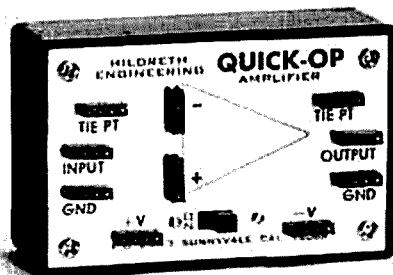 HILDRETH
ENGINEERING
QUICK-OP
AMPLIFIER
-
TIE PT
TIE PT
INPUT
OUTPUT
+
GND
GND
+V
-V
SUNNYVALE CAL